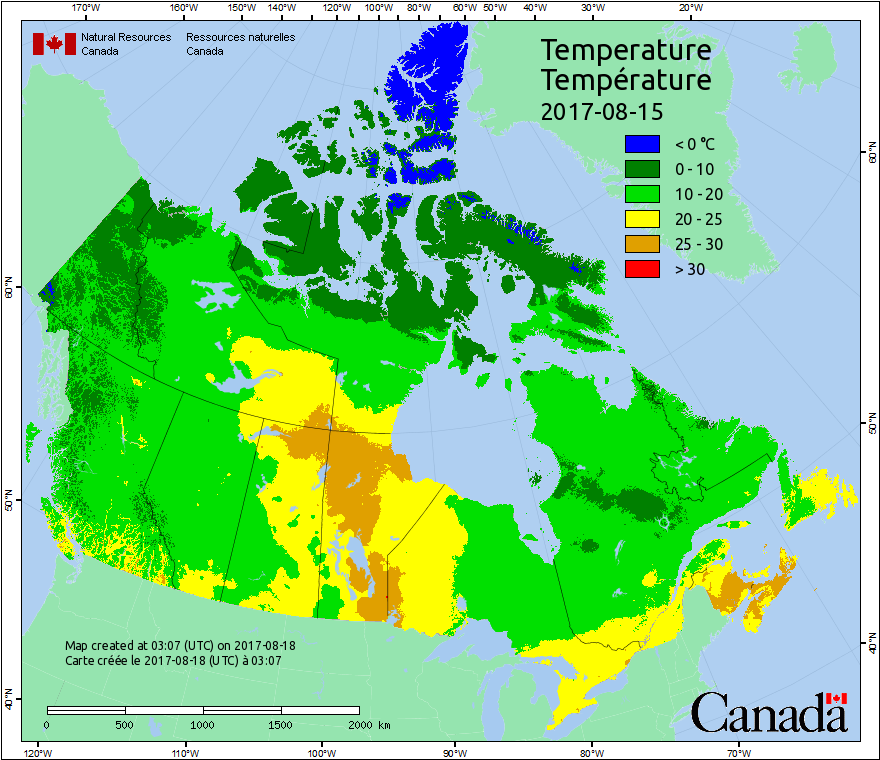 170°W 160°W 150°W 140°W 120°W 100°W 80°W 60°W 50°W 40°W 30°W 20°W
Natural Resources Canada
Ressources naturelles Canada
Temperature
Température
2017-08-15
< 0 °C
0 - 10
10 - 20
20 - 25
25 - 30
> 30
60°N
50°N
40°N
60°N
50°N
40°N
Map created at 03:07 (UTC) on 2017-08-18
Carte créée le 2017-08-18 (UTC) à 03:07
0 500 1000 1500 2000 km
Canada
120°W 110°W 100°W 90°W 80°W 70°W